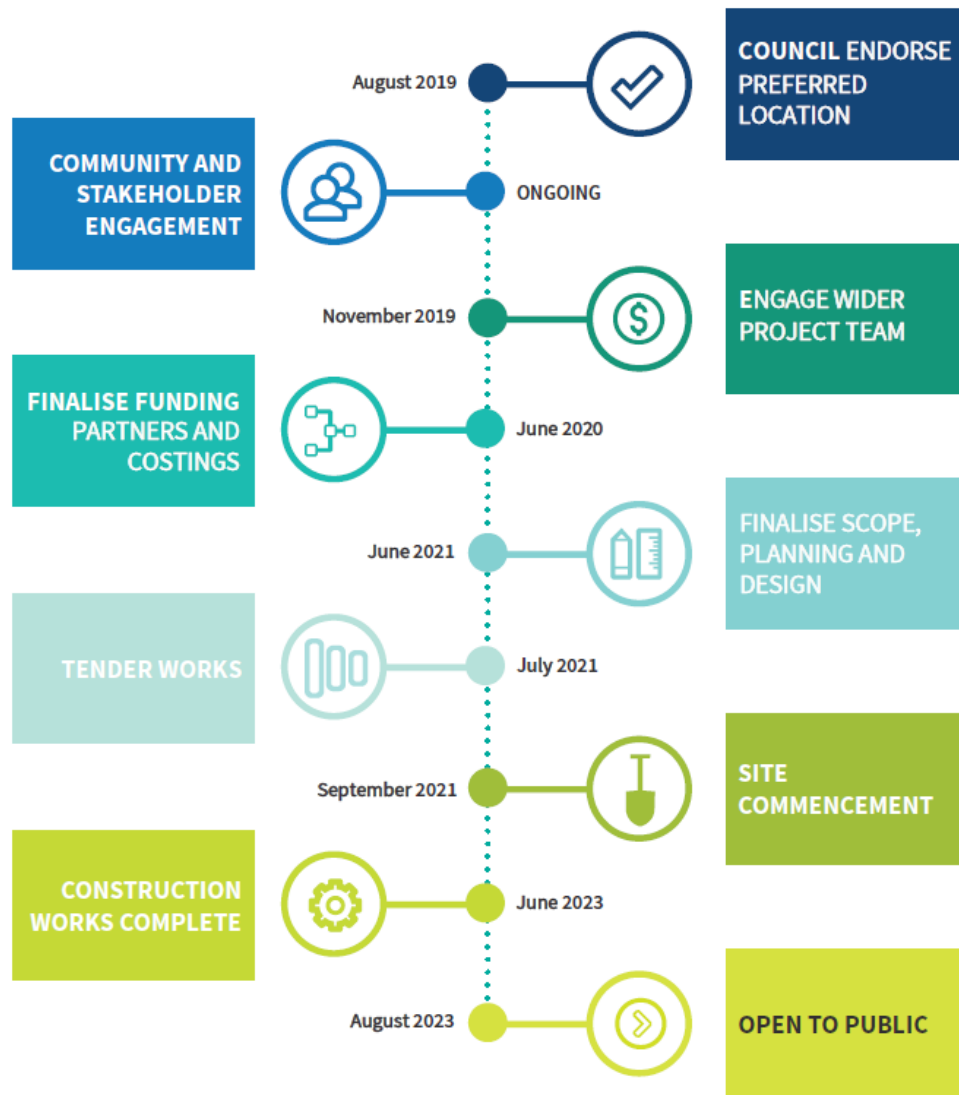 August 2019
COUNCIL ENDORSE
PREFERRED
LOCATION
COMMUNITY AND
STAKEHOLDER
ENGAGEMENT
ONGOING
November 2019
$
ENGAGE WIDER
PROJECT TEAM
FINALISE FUNDING
PARTNERS AND
COSTINGS
June 2020
June 2021
FINALISE SCOPE,
PLANNING AND
DESIGN
TENDER WORKS
July 2021
September 2021
SITE
COMMENCEMENT
CONSTRUCTION
WORKS COMPLETE
June 2023
August 2023
OPEN TO PUBLIC